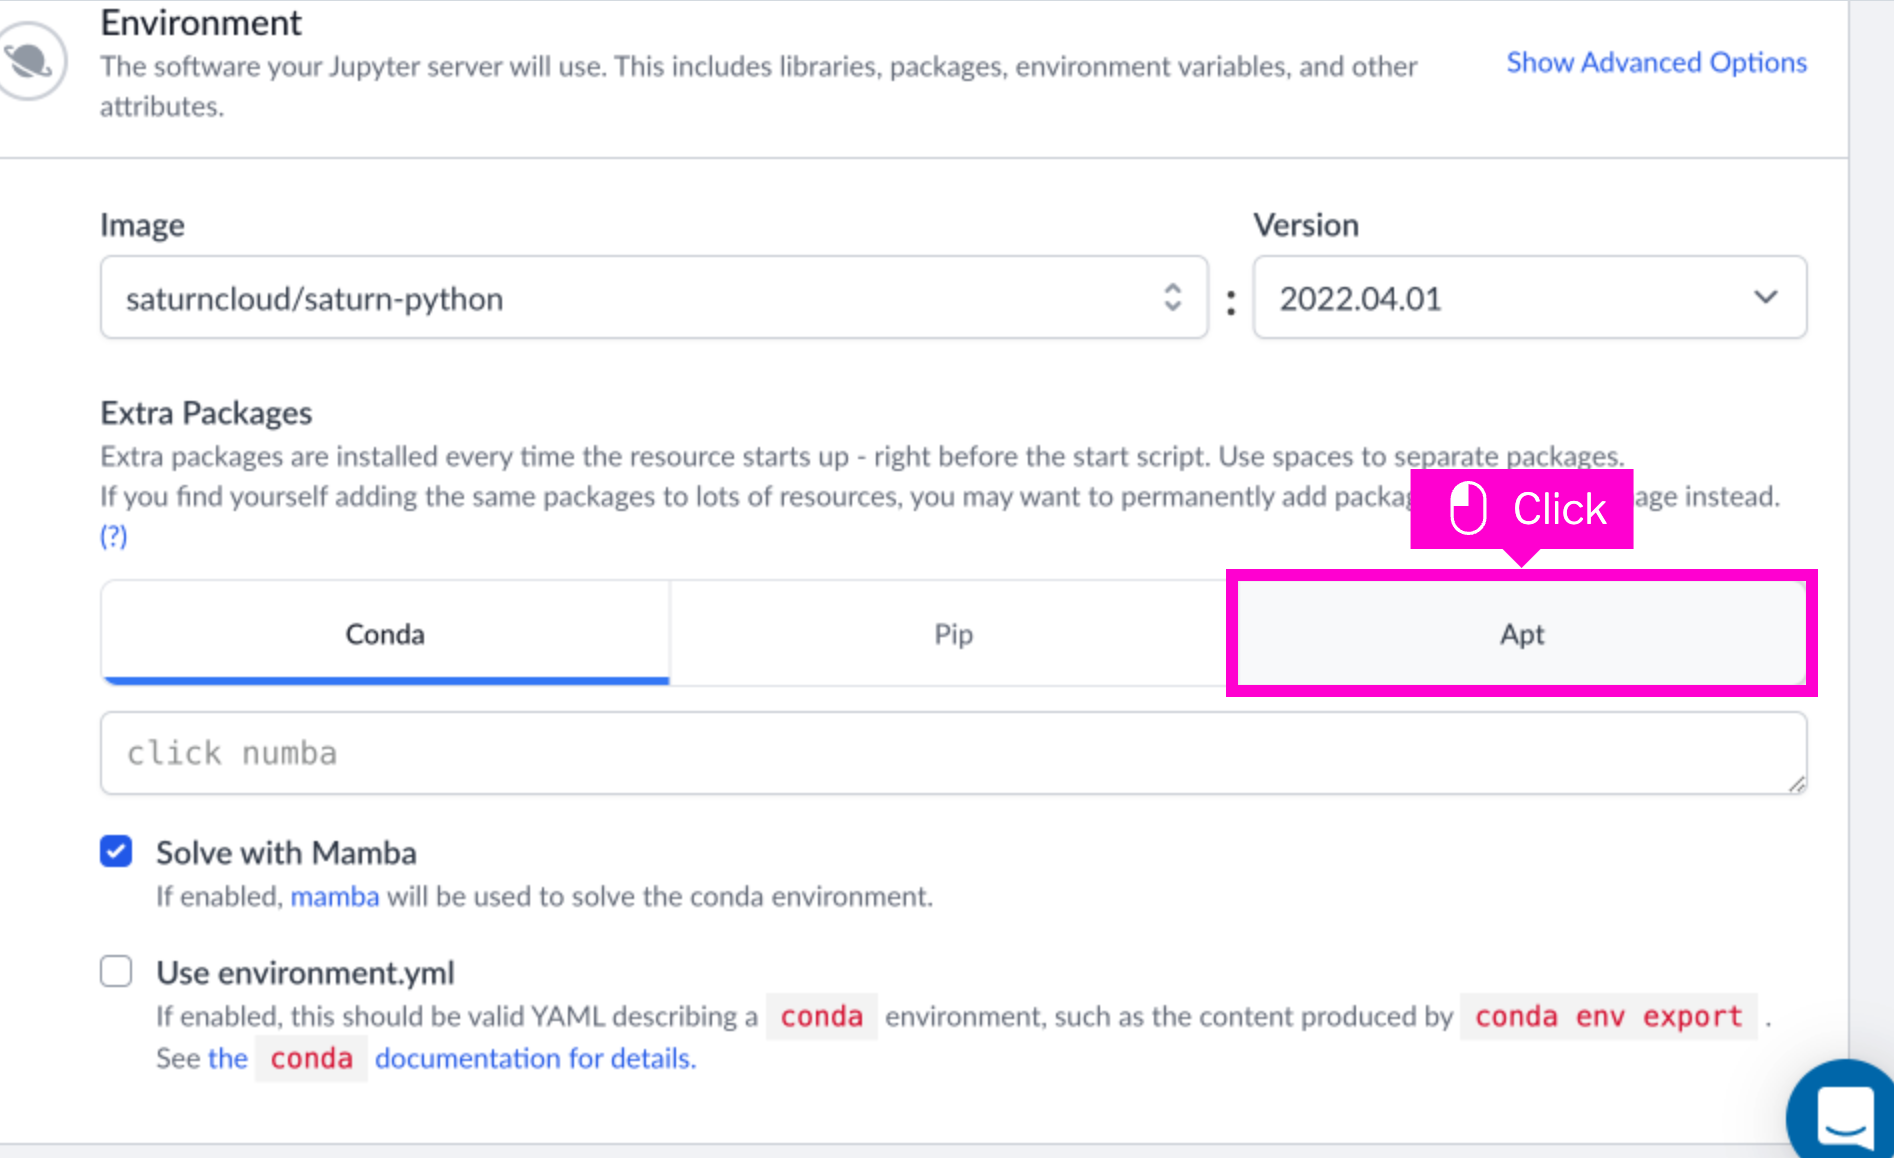 Environment
The software your Jupyter server will use. This includes libraries, packages, environment variables, and other
attributes.
Show Advanced Options
Image
Version
saturncloud/saturn-python
:
2022.04.01
Extra Packages
Extra packages are installed every time the resource starts up - right before the start script. Use spaces to separate packages.
If you find yourself adding the same packages to lots of resources, you may want to permanently add instead.
(?)
Click
Conda
Pip
Apt
click numba
Solve with Mamba
If enabled, mamba will be used to solve the conda environment.
Use environment.yml
If enabled, this should be valid YAML describing a conda environment, such as the content produced by conda env export .
See the conda documentation for details.